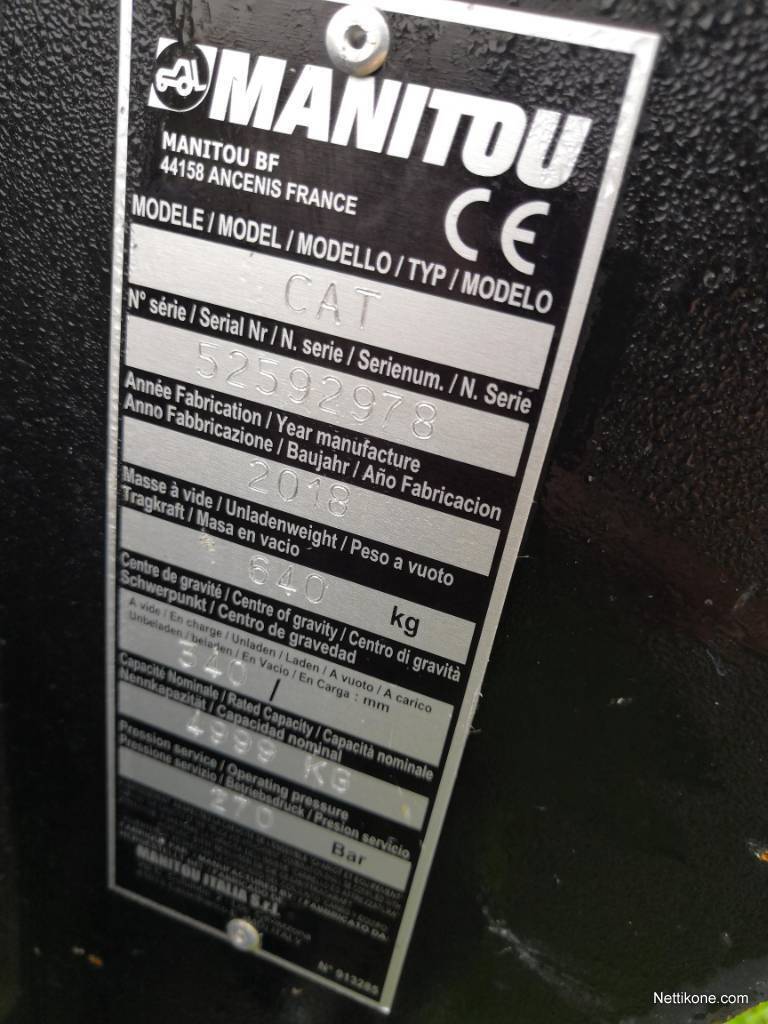 MANITOU
MANITOU BF
44158 ANCENIS FRANCE
CE
MODELE / MODEL / MODELLO / TYP / MODELO
CAT
N° série / Serial Nr / N. serie / Serienum. / N. Serie
52592978
Année Fabrication / Year manufacture
Anno Fabbricazione / Baujahr / Año Fabricacion
2018
Masse à vide / Unladenweight / Peso a vuoto
Tragkraft / Masa en vacio
640 kg
Centre de gravité / Centre of gravity / Centro di gravità
Schwerpunkt / Centro de gravedad
A vide / En charge / Unladen / Laden / A vuoto / A carico
Unbeladen / beladen / En Vacio / En Carga : mm
340 /
Capacité Nominale / Rated Capacity / Capacità nominale
Nennkapazität / Capacidad nominal
4999 KG
Pression service / Operating pressure
Pressione servizio / Betriebsdruck / Presion servicio
270 Bar
MANITOU ITALIA S.r.l.
N° 913285
Nettikone.com